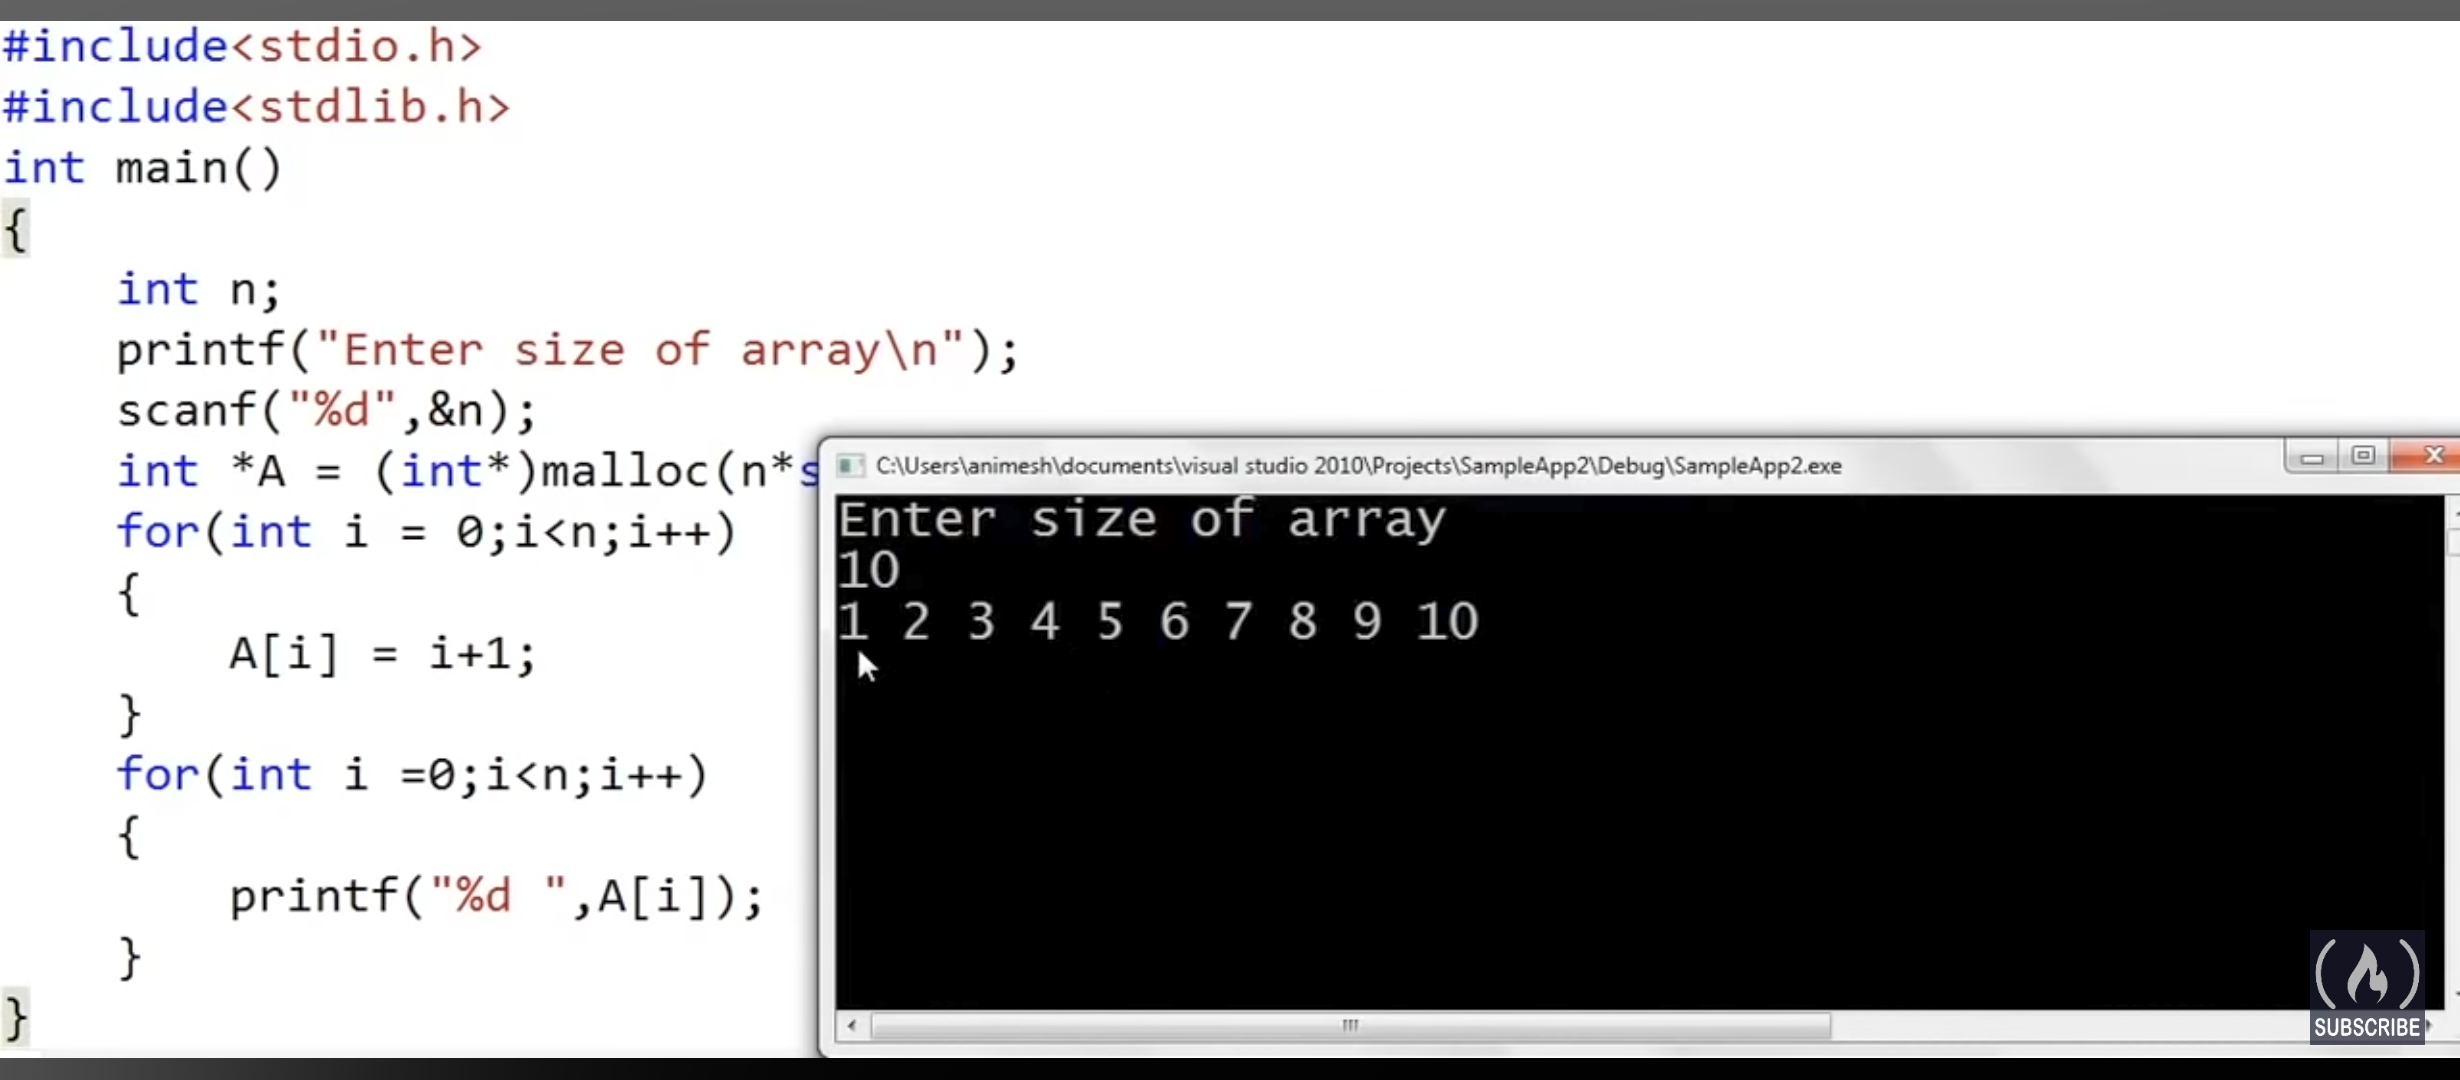 #include<stdio.h>
#include<stdlib.h>
int main()
{
int n;
printf("Enter size of array\n");
scanf("%d",&n);
int *A = (int*)malloc(n*s
for(int i = 0;i<n;i++)
{
A[i] = i+1;
}
for(int i =0;i<n;i++)
{
printf("%d ",A[i]);
}
}
C:\Users\animesh\documents\visual studio 2010\Projects\SampleApp2\Debug\SampleApp2.exe
Enter size of array
10
1 2 3 4 5 6 7 8 9 10
SUBSCRIBE